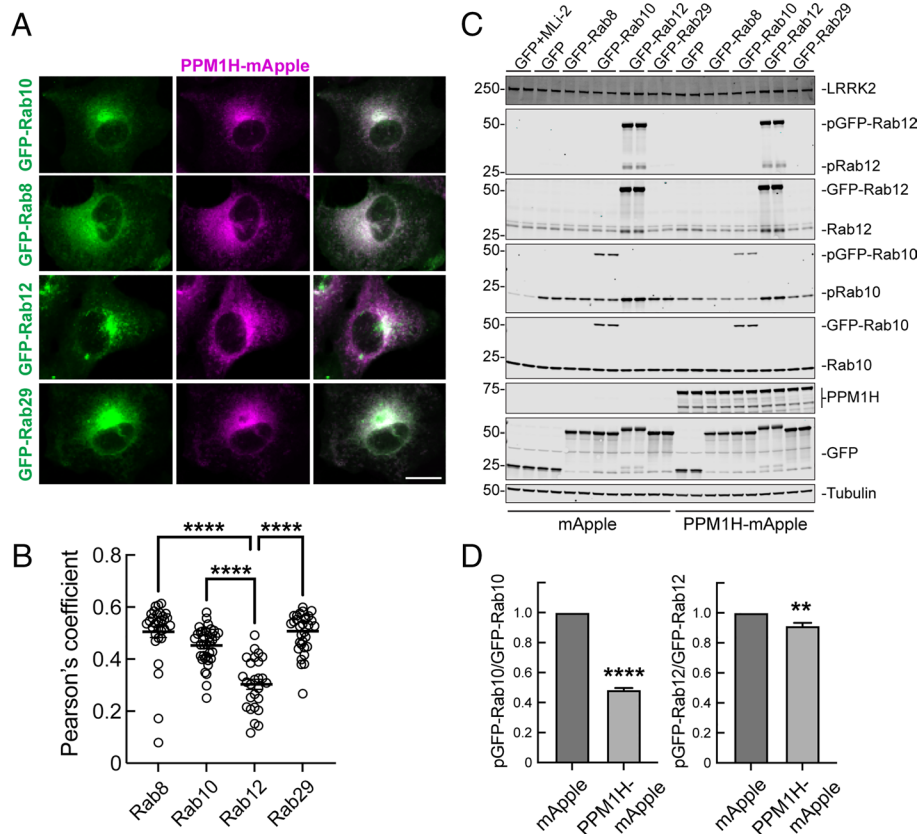 A
PPM1H-mApple
GFP-Rab10
GFP-Rab8
GFP-Rab12
GFP-Rab29
B
Pearson's coefficient
0.8
0.6
0.4
0.2
0
****
****
****
Rab8
Rab10
Rab12
Rab29
C
GFP+MLi-2
GFP
GFP-Rab8
GFP-Rab10
GFP-Rab12
GFP-Rab29
GFP
GFP-Rab8
GFP-Rab10
GFP-Rab12
GFP-Rab29
250-
-LRRK2
50-
-pGFP-Rab12
25-
-pRab12
50-
-GFP-Rab12
25-
-Rab12
50-
-pGFP-Rab10
25-
-pRab10
50-
-GFP-Rab10
25-
-Rab10
75-
-PPM1H
50-
-GFP
25-
50-
-Tubulin
mApple
PPM1H-mApple
D
pGFP-Rab10/GFP-Rab10
1.0
0.8
0.6
0.4
0.2
0
****
mApple
PPM1H-
mApple
pGFP-Rab12/GFP-Rab12
1.0
0.8
0.6
0.4
0.2
0
**
mApple
PPM1H-
mApple